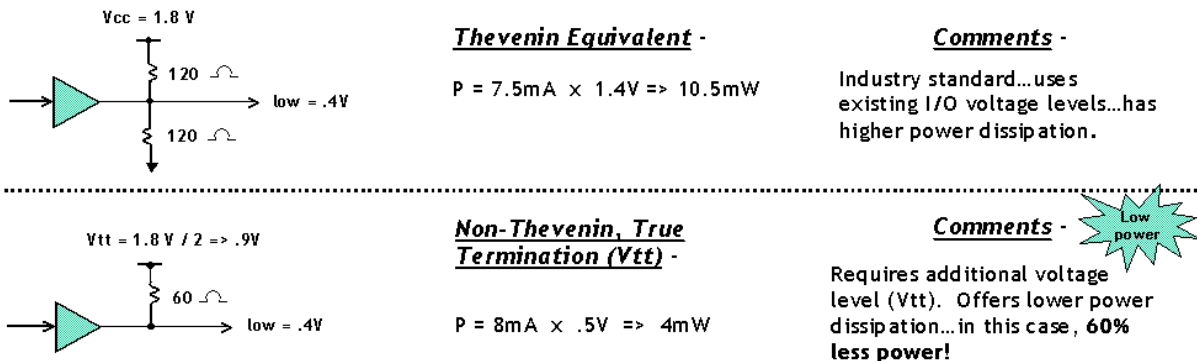 Vcc = 1.8 V
120 Ω
low = .4V
120 Ω
Thevenin Equivalent -
P = 7.5mA x 1.4V => 10.5mW
Comments -
Industry standard...uses
existing I/O voltage levels...has
higher power dissipation.
Vtt = 1.8 V / 2 => .9V
60 Ω
low = .4V
Non-Thevenin, True
Termination (Vtt) -
P = 8mA x .5V => 4mW
Comments -
Low
power
Requires additional voltage
level (Vtt). Offers lower power
dissipation...in this case, 60%
less power!